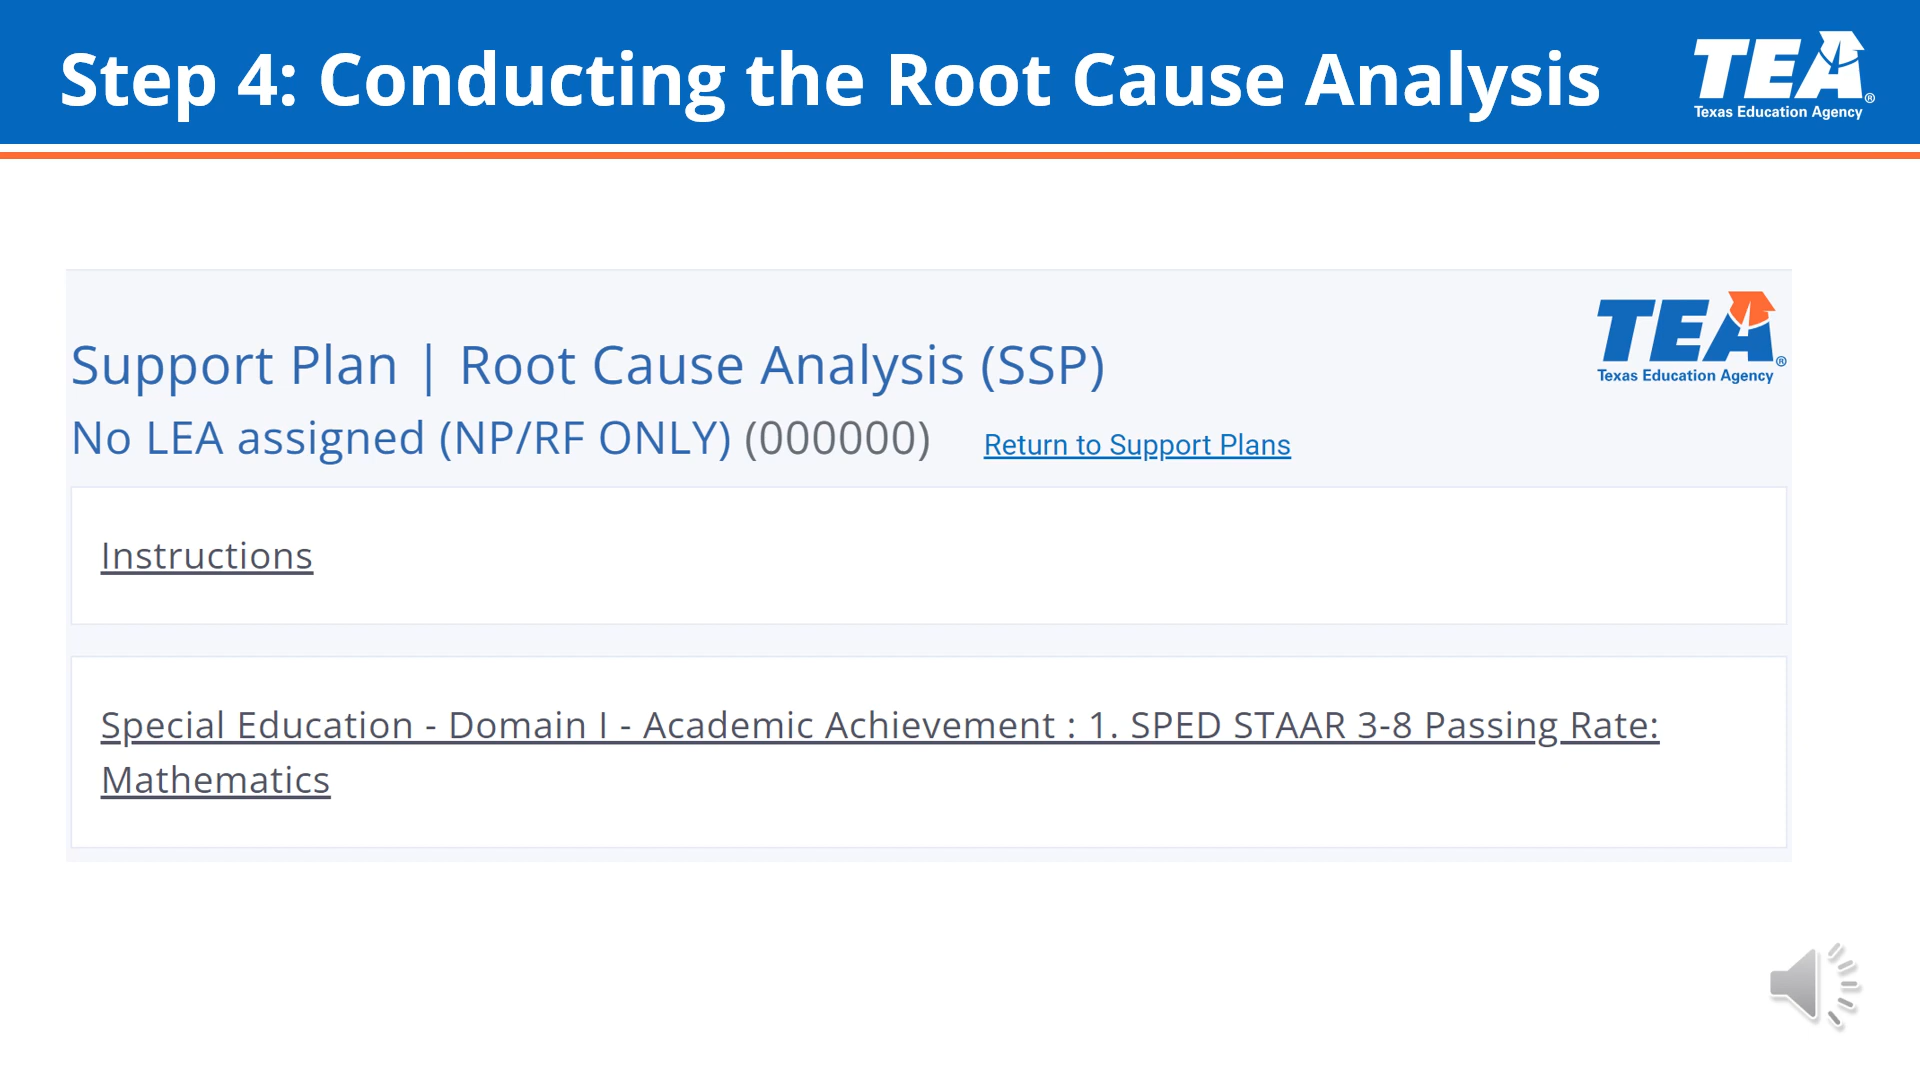 Step 4: Conducting the Root Cause Analysis
TEA®
Texas Education Agency
TEA®
Texas Education Agency
Support Plan | Root Cause Analysis (SSP)
No LEA assigned (NP/RF ONLY) (000000) Return to Support Plans
Instructions
Special Education - Domain I - Academic Achievement : 1. SPED STAAR 3-8 Passing Rate:
Mathematics